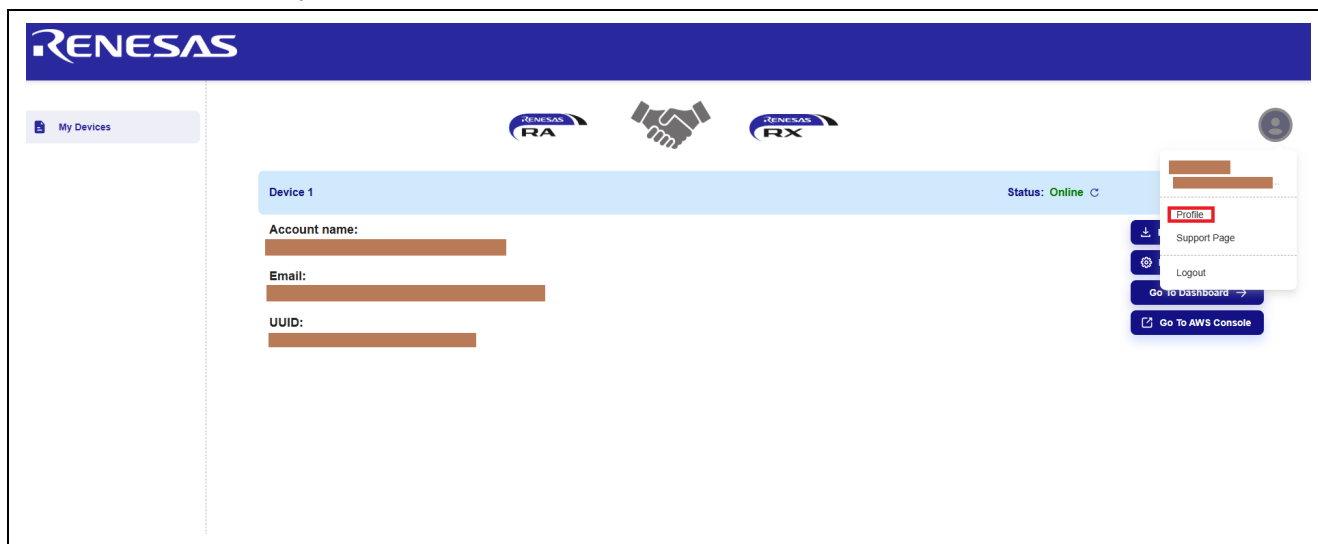 RENESAS
My Devices
RENESAS
RA
RENESAS
RX
Device 1
Status: Online
Account name:
Email:
UUID:
Profile
Support Page
Logout
Go To Dashboard
Go To AWS Console